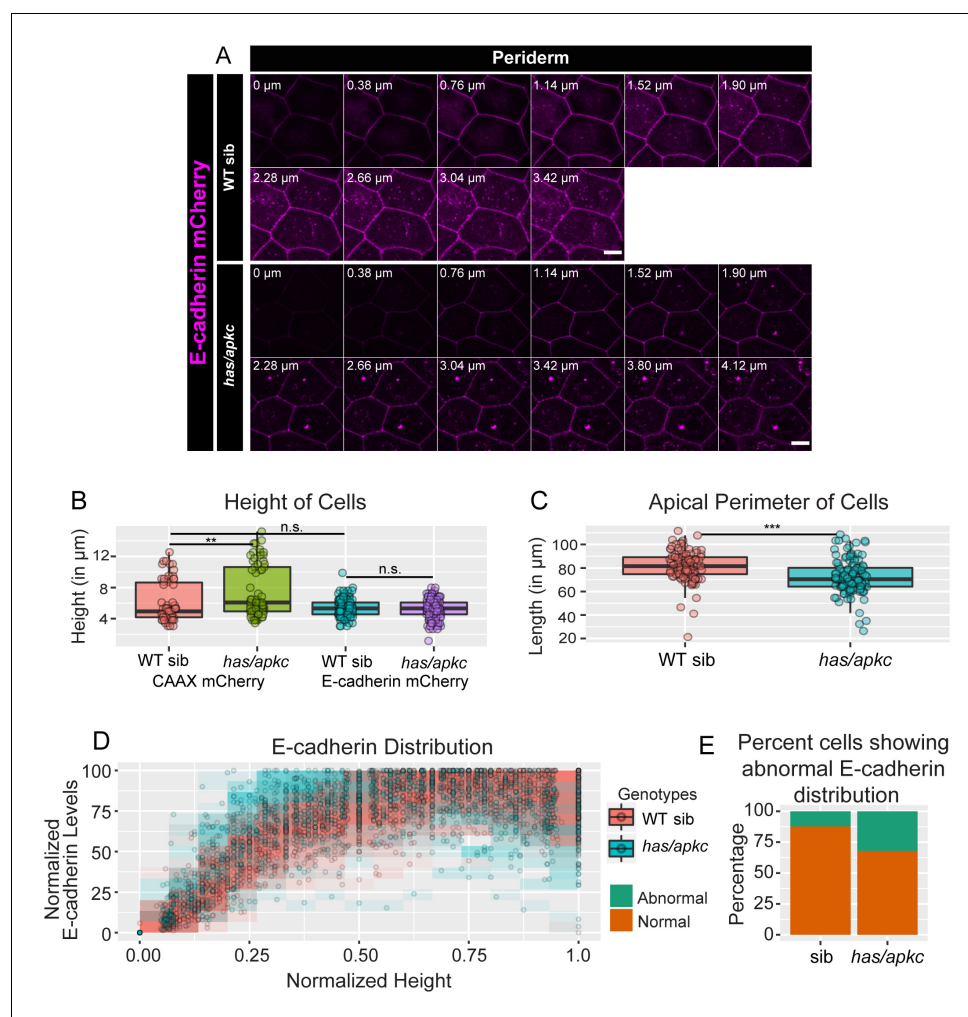 A
Periderm
E-cadherin mCherry
WT sib
0 μm 0.38 μm 0.76 μm 1.14 μm 1.52 μm 1.90 μm
2.28 μm 2.66 μm 3.04 μm 3.42 μm
has/apkc
0 μm 0.38 μm 0.76 μm 1.14 μm 1.52 μm 1.90 μm
2.28 μm 2.66 μm 3.04 μm 3.42 μm 3.80 μm 4.12 μm
B
Height of Cells
Height (in μm)
12
8
4
n.s.
**
n.s.
WT sib has/apkc WT sib has/apkc
CAAX mCherry E-cadherin mCherry
C
Apical Perimeter of Cells
Length (in μm)
100
80
60
40
20
***
WT sib has/apkc
D
E-cadherin Distribution
Normalized
E-cadherin Levels
100
75
50
25
0
0.00 0.25 0.50 0.75 1.0
Normalized Height
Genotypes
WT sib
has/apkc
Abnormal
Normal
E
Percent cells showing
abnormal E-cadherin
distribution
Percentage
100
75
50
25
0
sib has/apkc